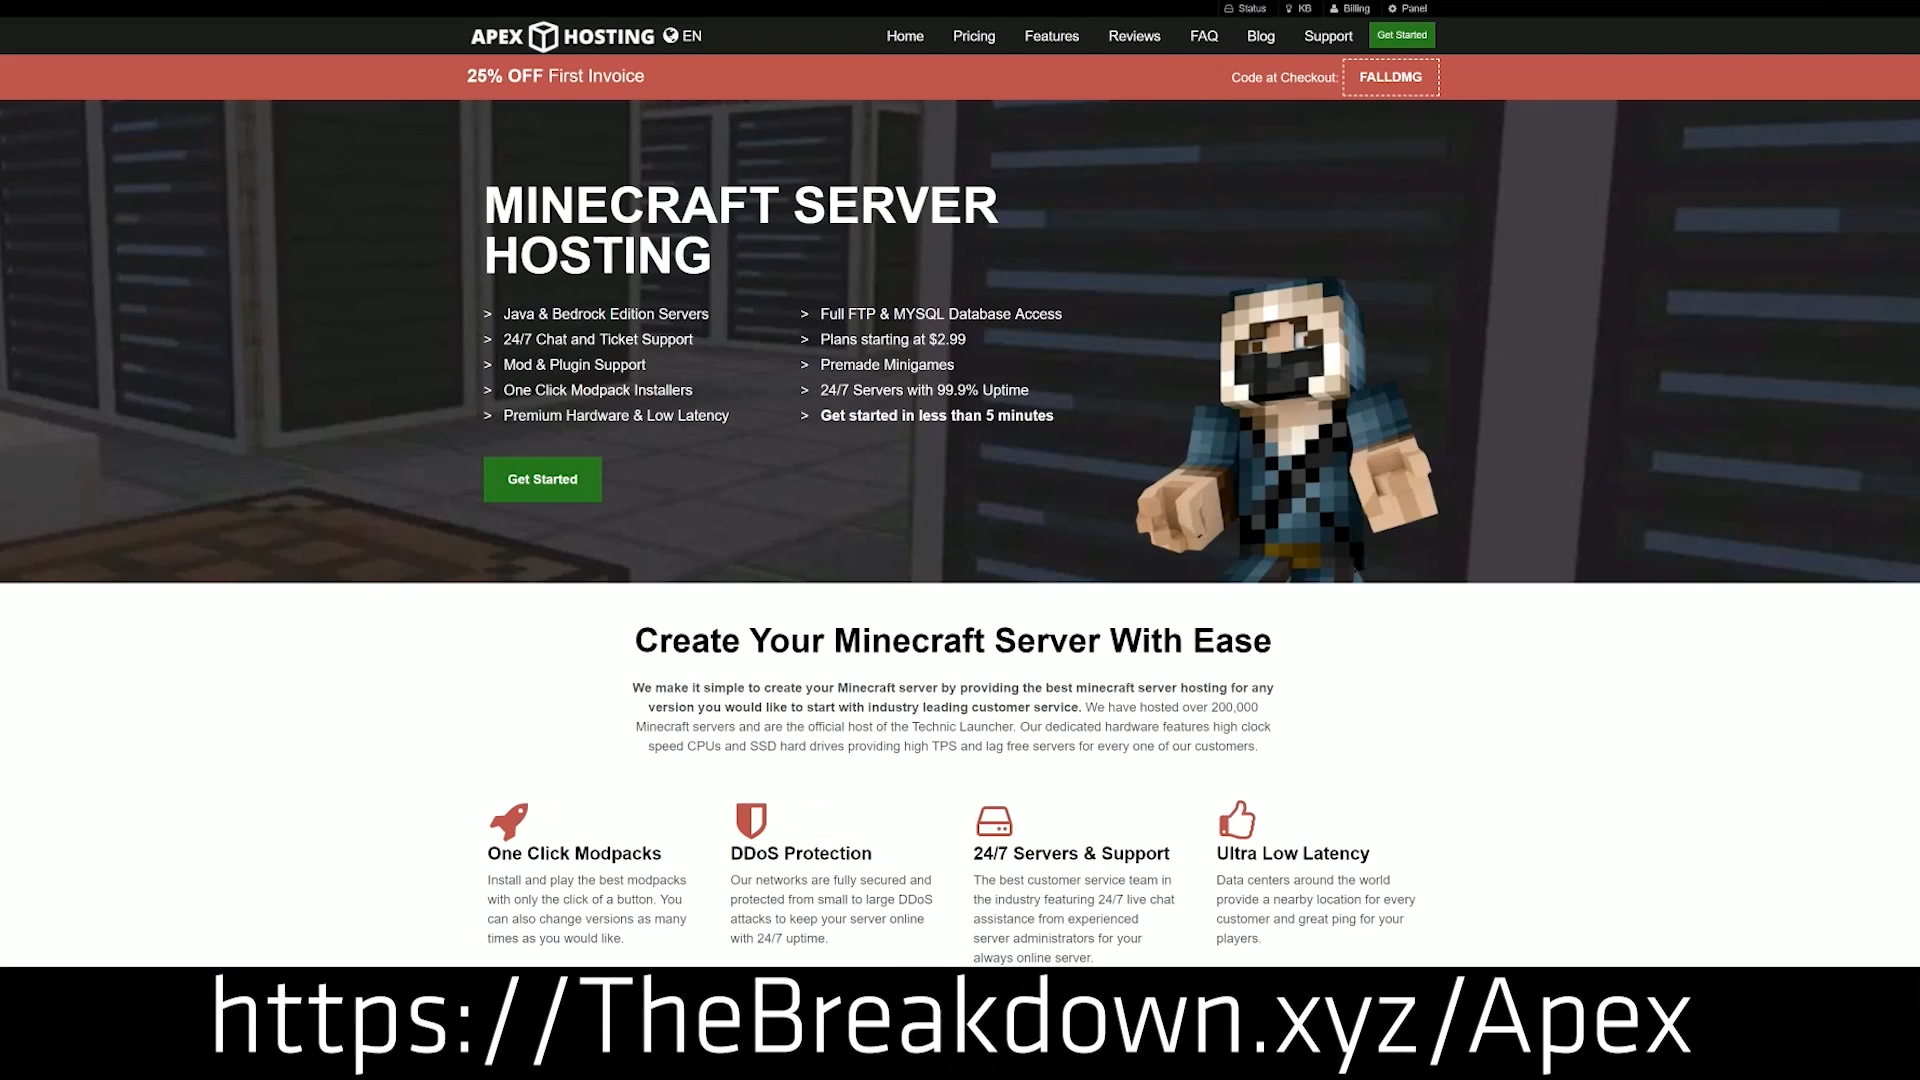 Status KB Billing Panel
APEX HOSTING EN Home Pricing Features Reviews FAQ Blog Support Get Started
25% OFF First Invoice Code at Checkout: FALLDMG
MINECRAFT SERVER
HOSTING
> Java & Bedrock Edition Servers
> 24/7 Chat and Ticket Support
> Mod & Plugin Support
> One Click Modpack Installers
> Premium Hardware & Low Latency
> Full FTP & MYSQL Database Access
> Plans starting at $2.99
> Premade Minigames
> 24/7 Servers with 99.9% Uptime
> Get started in less than 5 minutes
Get Started
Create Your Minecraft Server With Ease
We make it simple to create your Minecraft server by providing the best minecraft server hosting for any
version you would like to start with industry leading customer service. We have hosted over 200,000
Minecraft servers and are the official host of the Technic Launcher. Our dedicated hardware features high clock
speed CPUs and SSD hard drives providing high TPS and lag free servers for every one of our customers.
One Click Modpacks
Install and play the best modpacks
with only the click of a button. You
can also change versions as many
times as you would like.
DDoS Protection
Our networks are fully secured and
protected from small to large DDoS
attacks to keep your server online
with 24/7 uptime.
24/7 Servers & Support
The best customer service team in
the industry featuring 24/7 live chat
assistance from experienced
server administrators for your
always online server.
Ultra Low Latency
Data centers around the world
provide a nearby location for every
customer and great ping for your
players.
https://TheBreakdown.xyz/Apex